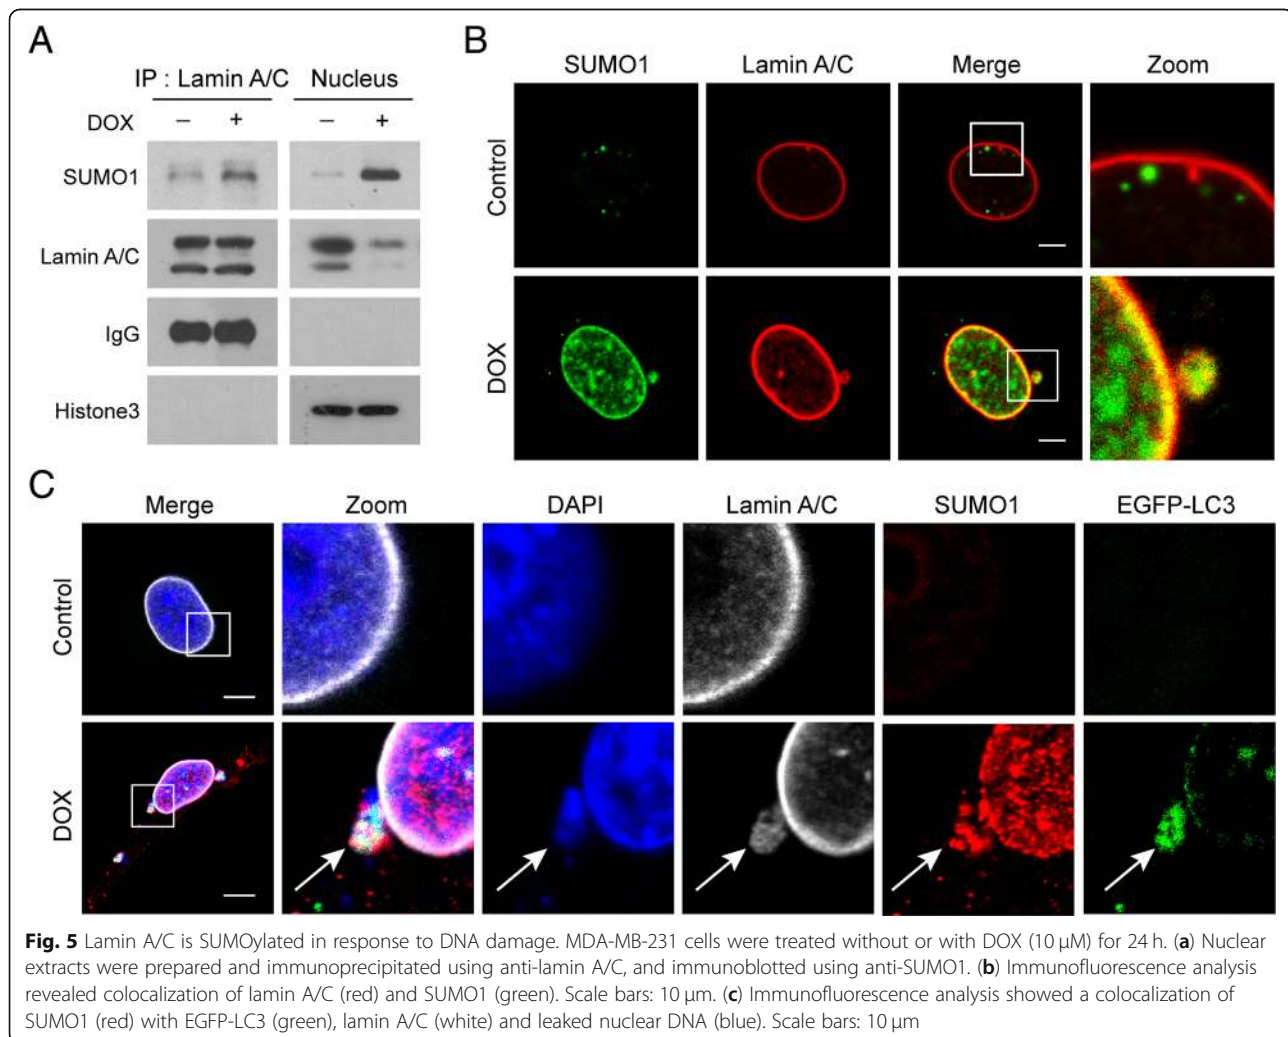 A
IP : Lamin A/C Nucleus
DOX − + − +
SUMO1
Lamin A/C
IgG
Histone3
B
SUMO1 Lamin A/C Merge Zoom
Control
DOX
C
Merge Zoom DAPI Lamin A/C SUMO1 EGFP-LC3
Control
DOX
Fig. 5 Lamin A/C is SUMOylated in response to DNA damage. MDA-MB-231 cells were treated without or with DOX (10 μM) for 24 h. (a) Nuclear
extracts were prepared and immunoprecipitated using anti-lamin A/C, and immunoblotted using anti-SUMO1. (b) Immunofluorescence analysis
revealed colocalization of lamin A/C (red) and SUMO1 (green). Scale bars: 10 μm. (c) Immunofluorescence analysis showed a colocalization of
SUMO1 (red) with EGFP-LC3 (green), lamin A/C (white) and leaked nuclear DNA (blue). Scale bars: 10 μm